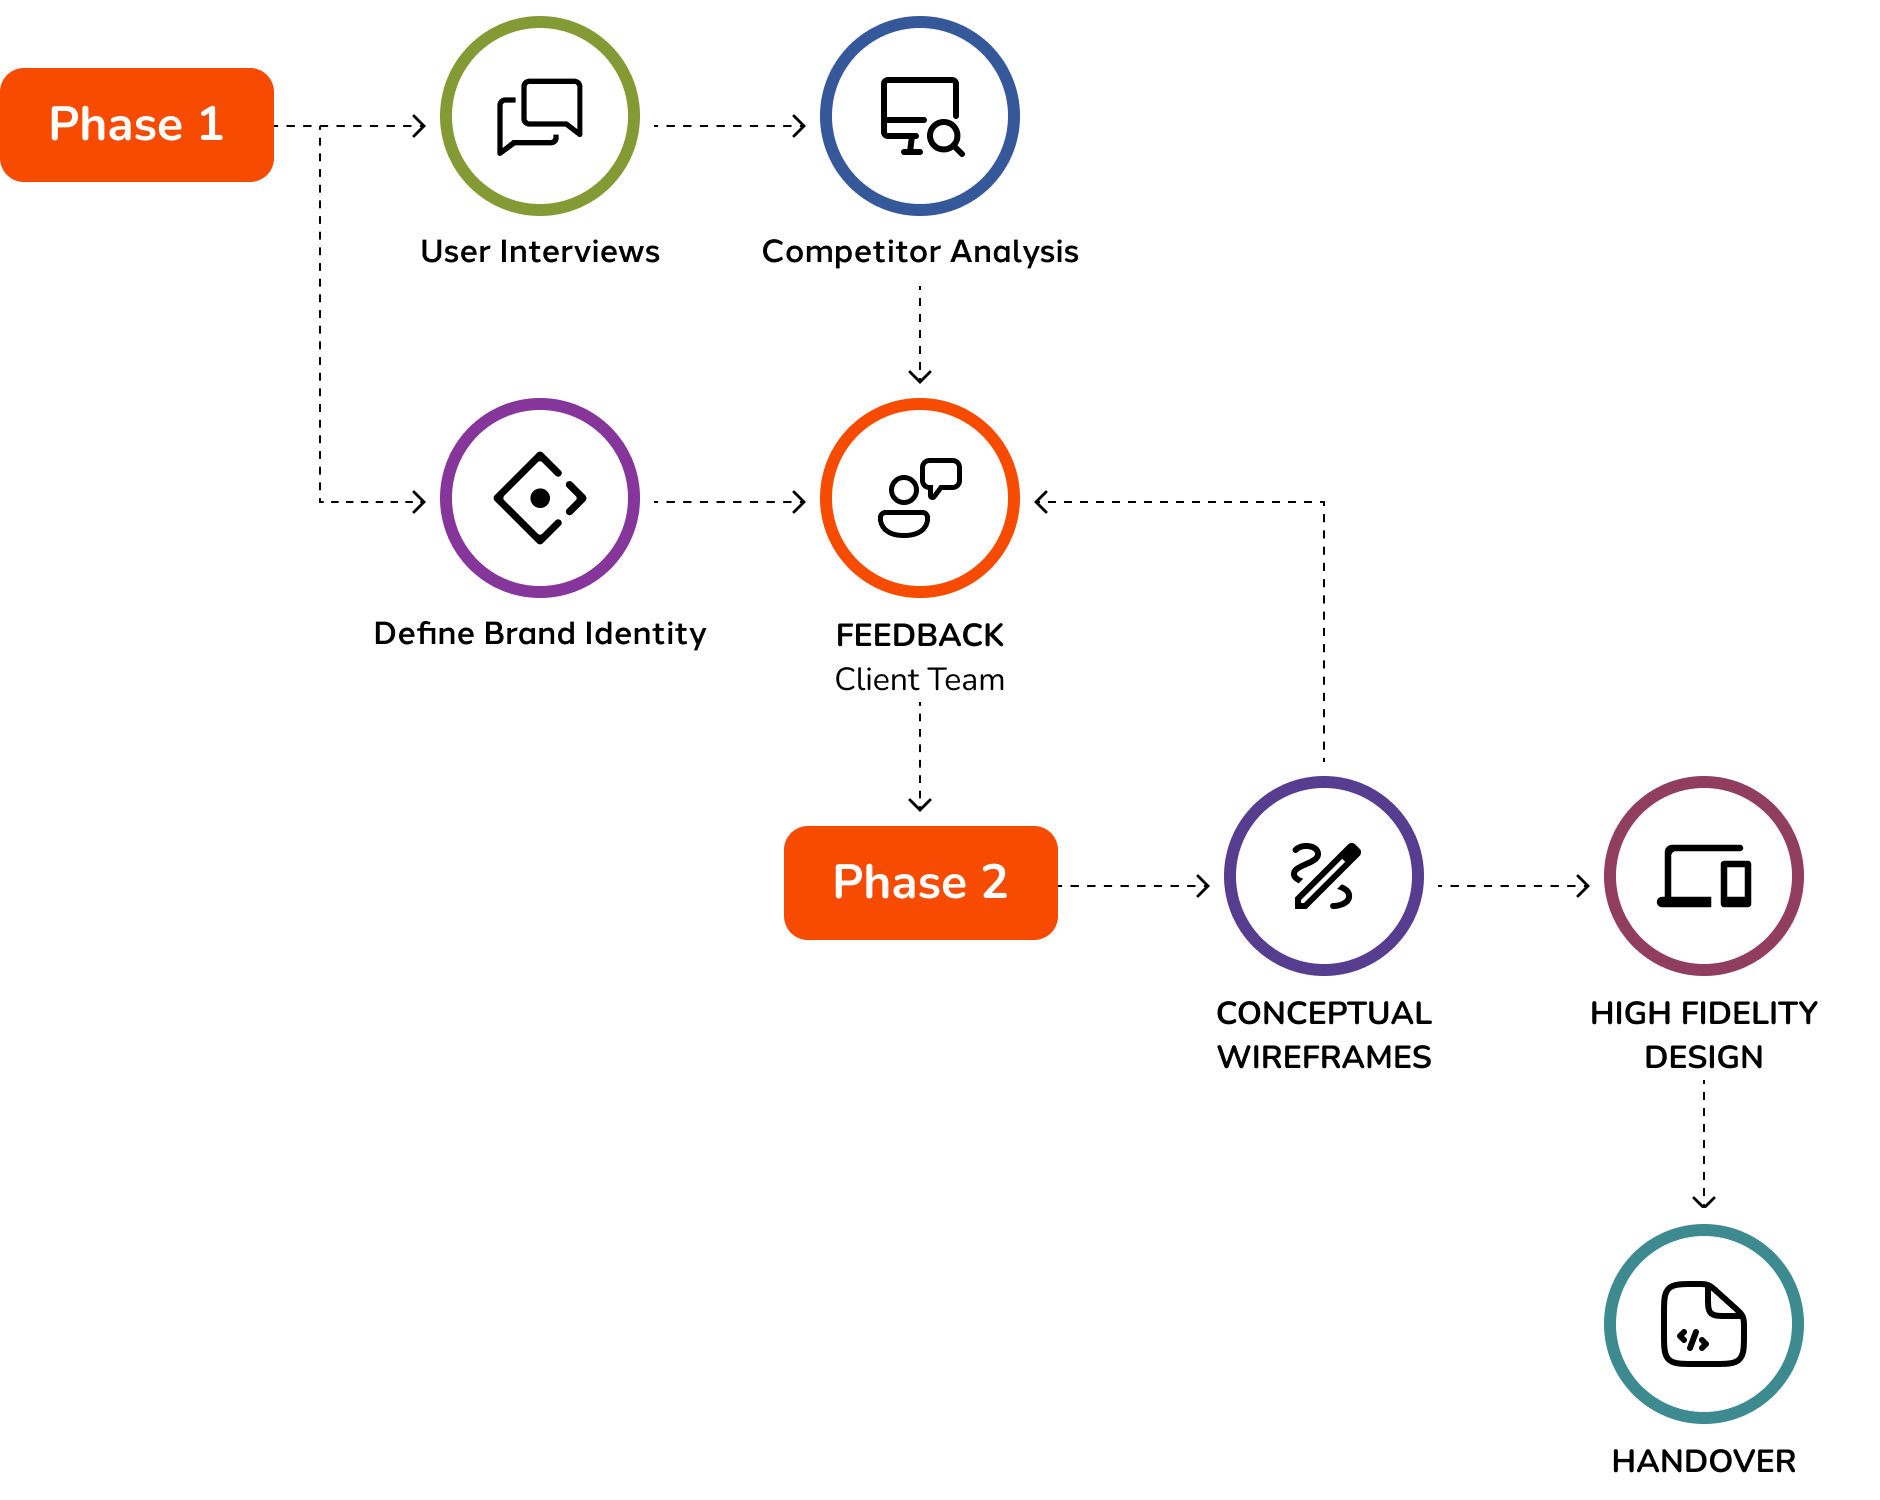 Phase 1
User Interviews
Competitor Analysis
Define Brand Identity
FEEDBACK
Client Team
Phase 2
CONCEPTUAL
WIREFRAMES
HIGH FIDELITY
DESIGN
HANDOVER